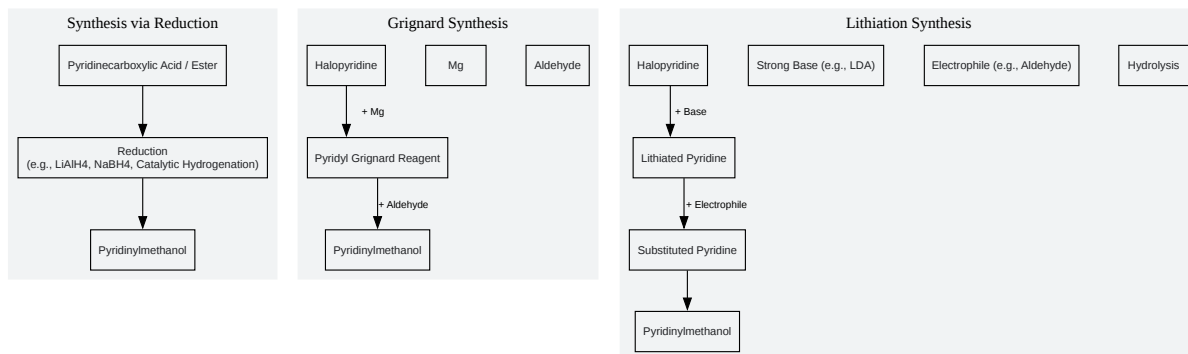 Synthesis via Reduction
Pyridinecarboxylic Acid / Ester
Reduction
(e.g., LiAlH4, NaBH4, Catalytic Hydrogenation)
Pyridinylmethanol
Grignard Synthesis
Halopyridine
Mg
Aldehyde
+ Mg
Pyridyl Grignard Reagent
+ Aldehyde
Pyridinylmethanol
Lithiation Synthesis
Halopyridine
Strong Base (e.g., LDA)
Electrophile (e.g., Aldehyde)
Hydrolysis
+ Base
Lithiated Pyridine
+ Electrophile
Substituted Pyridine
Pyridinylmethanol